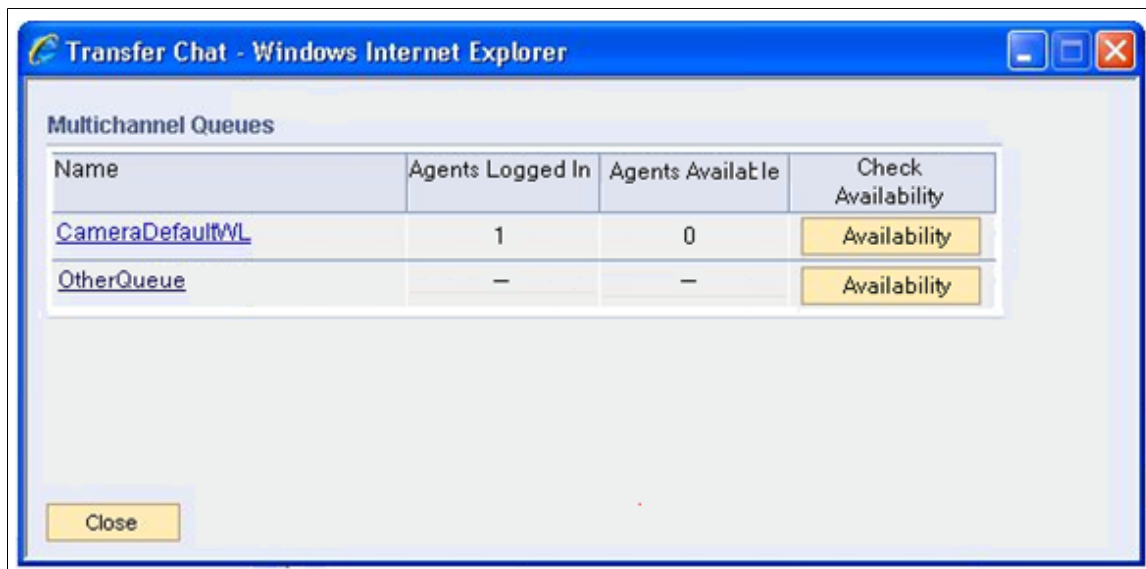 Transfer Chat - Windows Internet Explorer
Multichannel Queues
Name Agents Logged In Agents Available Check Availability
CameraDefaultWL 1 0 Availability
OtherQueue – – Availability
Close